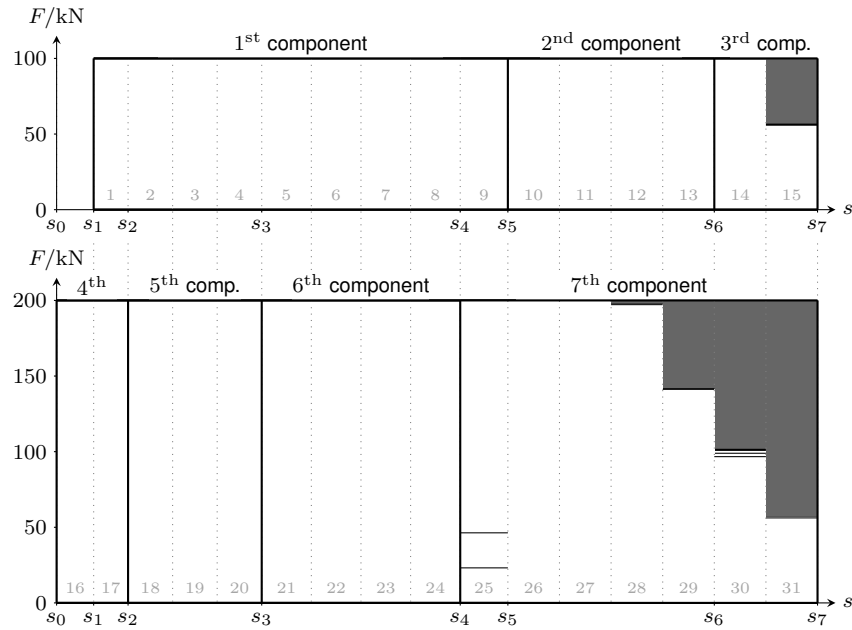 F/kN
1st component 2nd component 3rd comp.
100
50
1 2 3 4 5 6 7 8 9 10 11 12 13 14 15
0
s
s0 s1 s2 s3 s4 s5 s6 s7
F/kN
4th 5th comp. 6th component 7th component
200
150
100
50
16 17 18 19 20 21 22 23 24 25 26 27 28 29 30 31
0
s
s0 s1 s2 s3 s4 s5 s6 s7